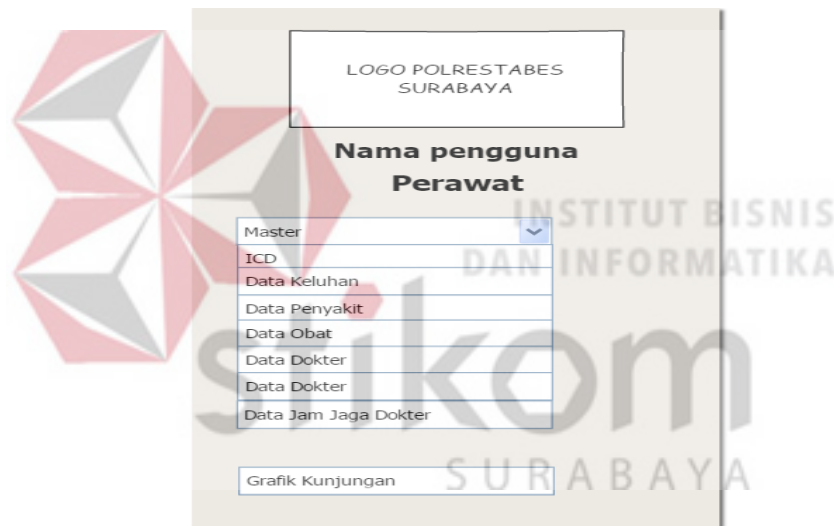 LOGO POLRESTABES
SURABAYA
Nama pengguna
Perawat
INSTITUT BISNIS
DAN INFORMATIKA
Master
ICD
Data Keluhan
Data Penyakit
Data Obat
Data Dokter
Data Dokter
Data Jam Jaga Dokter
stikom
SURABAYA
Grafik Kunjungan